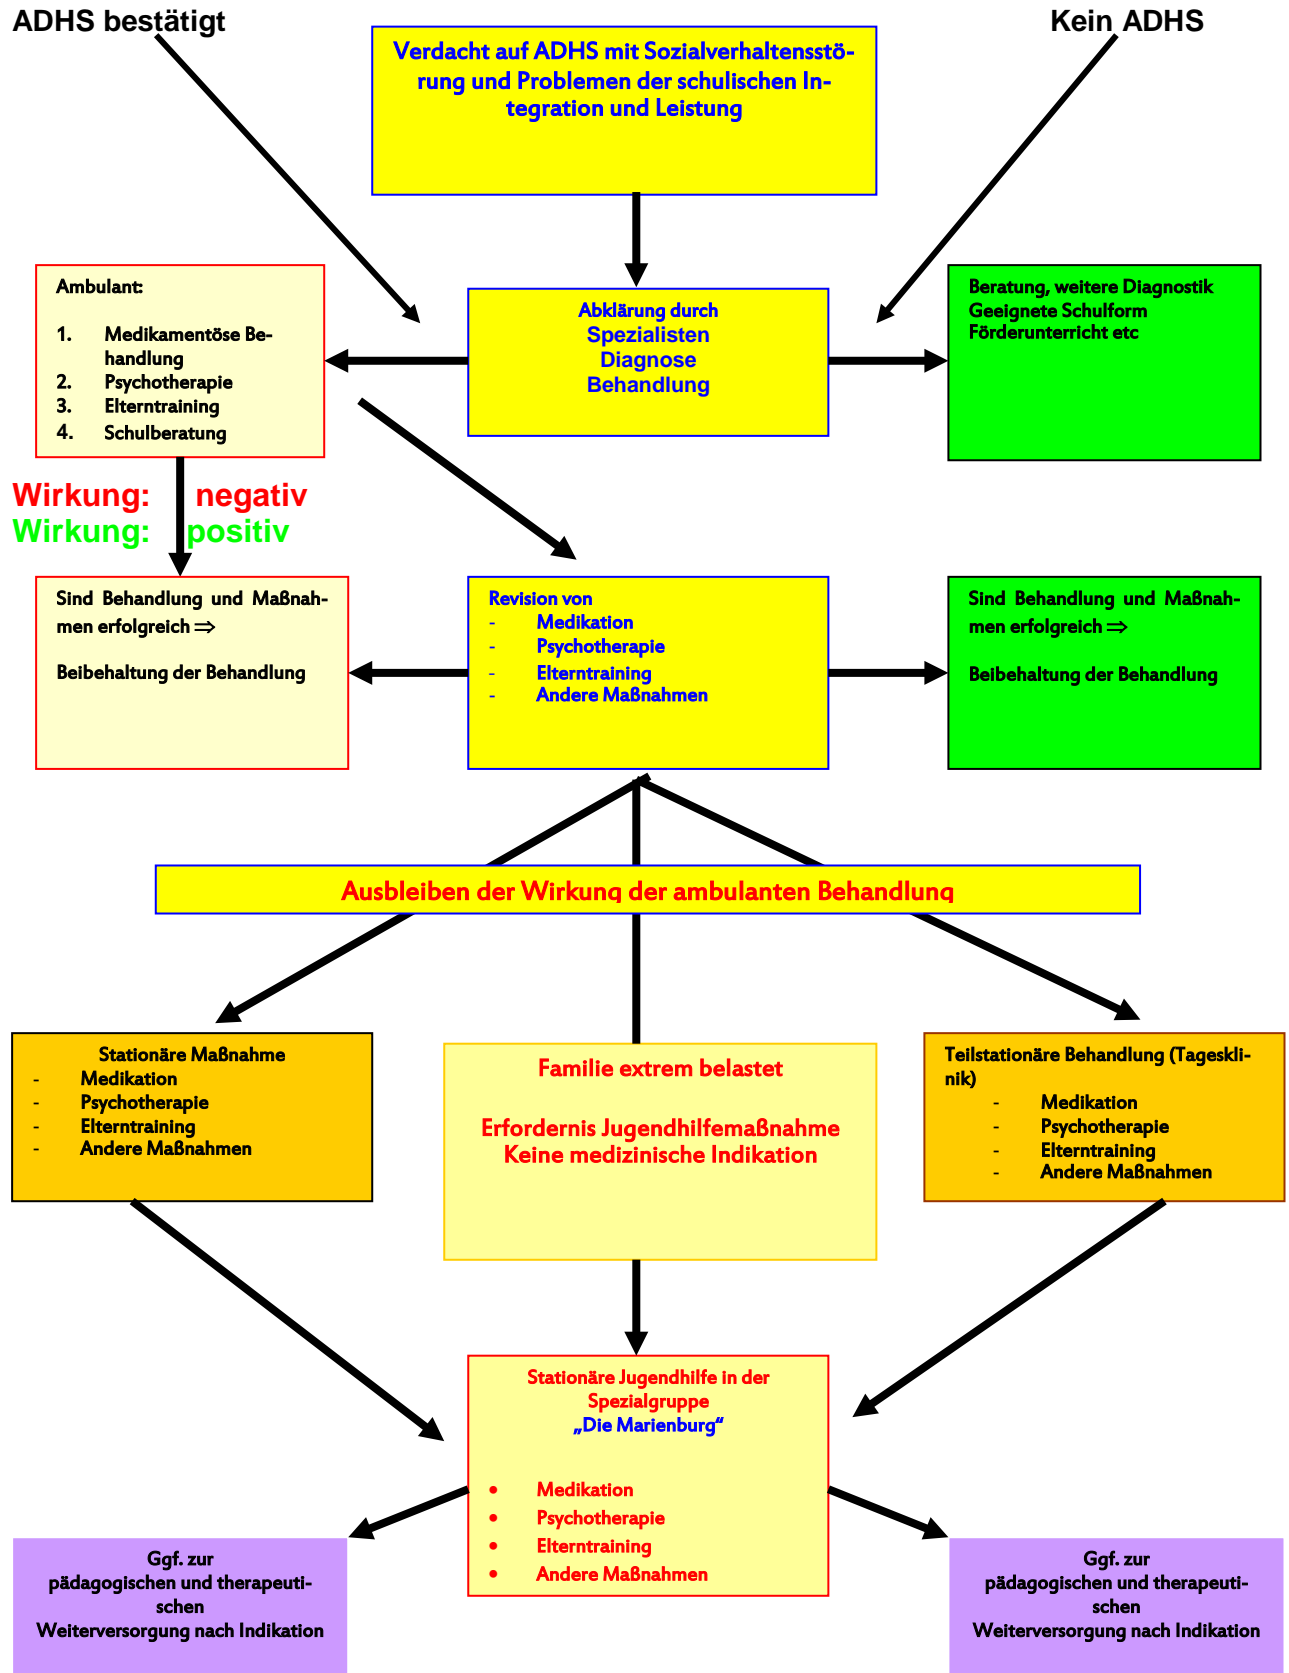 ADHS bestätigt
Kein ADHS
Verdacht auf ADHS mit Sozialverhaltensstö-
rung und Problemen der schulischen In-
tegration und Leistung
Ambulant:
1. Medikamentöse Be-
handlung
2. Psychotherapie
3. Elterntraining
4. Schulberatung
Abklärung durch
Spezialisten
Diagnose
Behandlung
Beratung, weitere Diagnostik
Geeignete Schulform
Förderunterricht etc
Wirkung: negativ
Wirkung: positiv
Sind Behandlung und Maßnah-
men erfolgreich ⇒
Beibehaltung der Behandlung
Revision von
- Medikation
- Psychotherapie
- Elterntraining
- Andere Maßnahmen
Sind Behandlung und Maßnah-
men erfolgreich ⇒
Beibehaltung der Behandlung
Ausbleiben der Wirkung der ambulanten Behandlung
Stationäre Maßnahme
- Medikation
- Psychotherapie
- Elterntraining
- Andere Maßnahmen
Familie extrem belastet
Erfordernis Jugendhilfemaßnahme
Keine medizinische Indikation
Teilstationäre Behandlung (Tageskli-
nik)
- Medikation
- Psychotherapie
- Elterntraining
- Andere Maßnahmen
Stationäre Jugendhilfe in der
Spezialgruppe
„Die Marienburg“
• Medikation
• Psychotherapie
• Elterntraining
• Andere Maßnahmen
Ggf. zur
pädagogischen und therapeuti-
schen
Weiterversorgung nach Indikation
Ggf. zur
pädagogischen und therapeuti-
schen
Weiterversorgung nach Indikation